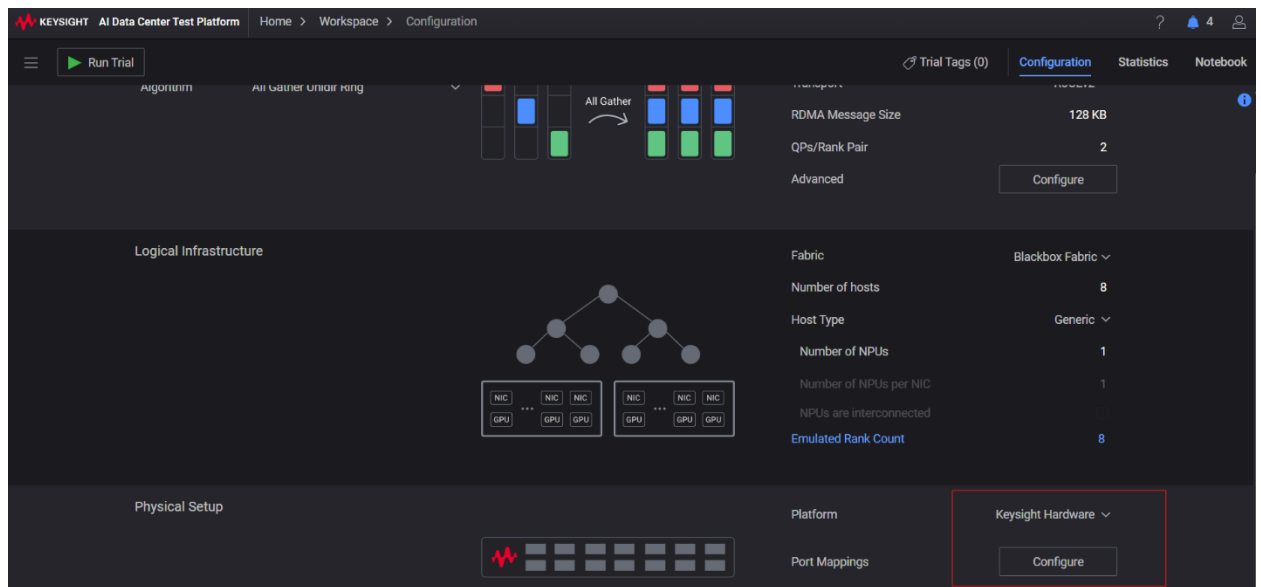 KEYSIGHT AI Data Center Test Platform Home > Workspace > Configuration ? 4
Run Trial Trial Tags (0) Configuration Statistics Notebook
Algorithm All Gather Unidir Ring
All Gather
Transport RoCEv2
RDMA Message Size 128 KB
QPs/Rank Pair 2
Advanced Configure
Logical Infrastructure
Fabric Blackbox Fabric
Number of hosts 8
Host Type Generic
Number of NPUs 1
Number of NPUs per NIC 1
NPUs are interconnected
Emulated Rank Count 8
NIC ... NIC NIC NIC ... NIC NIC
GPU GPU GPU GPU GPU GPU
Physical Setup
Platform Keysight Hardware
Port Mappings Configure